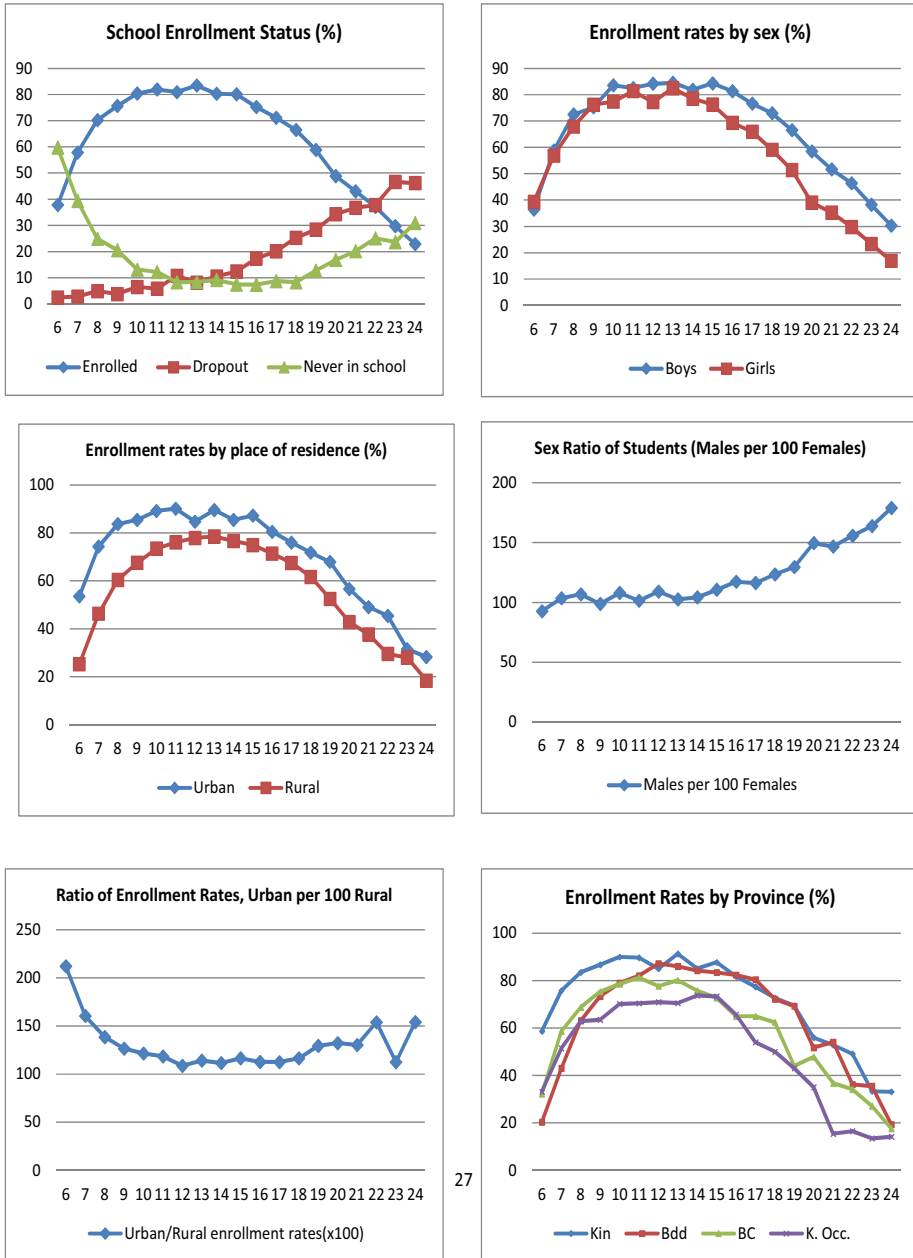 School Enrollment Status (%)
90
80
70
60
50
40
30
20
10
0
6 7 8 9 10 11 12 13 14 15 16 17 18 19 20 21 22 23 24
Enrolled Dropout Never in school
Enrollment rates by sex (%)
90
80
70
60
50
40
30
20
10
0
6 7 8 9 10 11 12 13 14 15 16 17 18 19 20 21 22 23 24
Boys Girls
Enrollment rates by place of residence (%)
100
80
60
40
20
0
6 7 8 9 10 11 12 13 14 15 16 17 18 19 20 21 22 23 24
Urban Rural
Sex Ratio of Students (Males per 100 Females)
200
150
100
50
0
6 7 8 9 10 11 12 13 14 15 16 17 18 19 20 21 22 23 24
Males per 100 Females
Ratio of Enrollment Rates, Urban per 100 Rural
250
200
150
100
50
0
6 7 8 9 10 11 12 13 14 15 16 17 18 19 20 21 22 23 24
Urban/Rural enrollment rates(x100)
27
Enrollment Rates by Province (%)
100
80
60
40
20
0
6 7 8 9 10 11 12 13 14 15 16 17 18 19 20 21 22 23 24
Kin Bdd BC K. Occ.